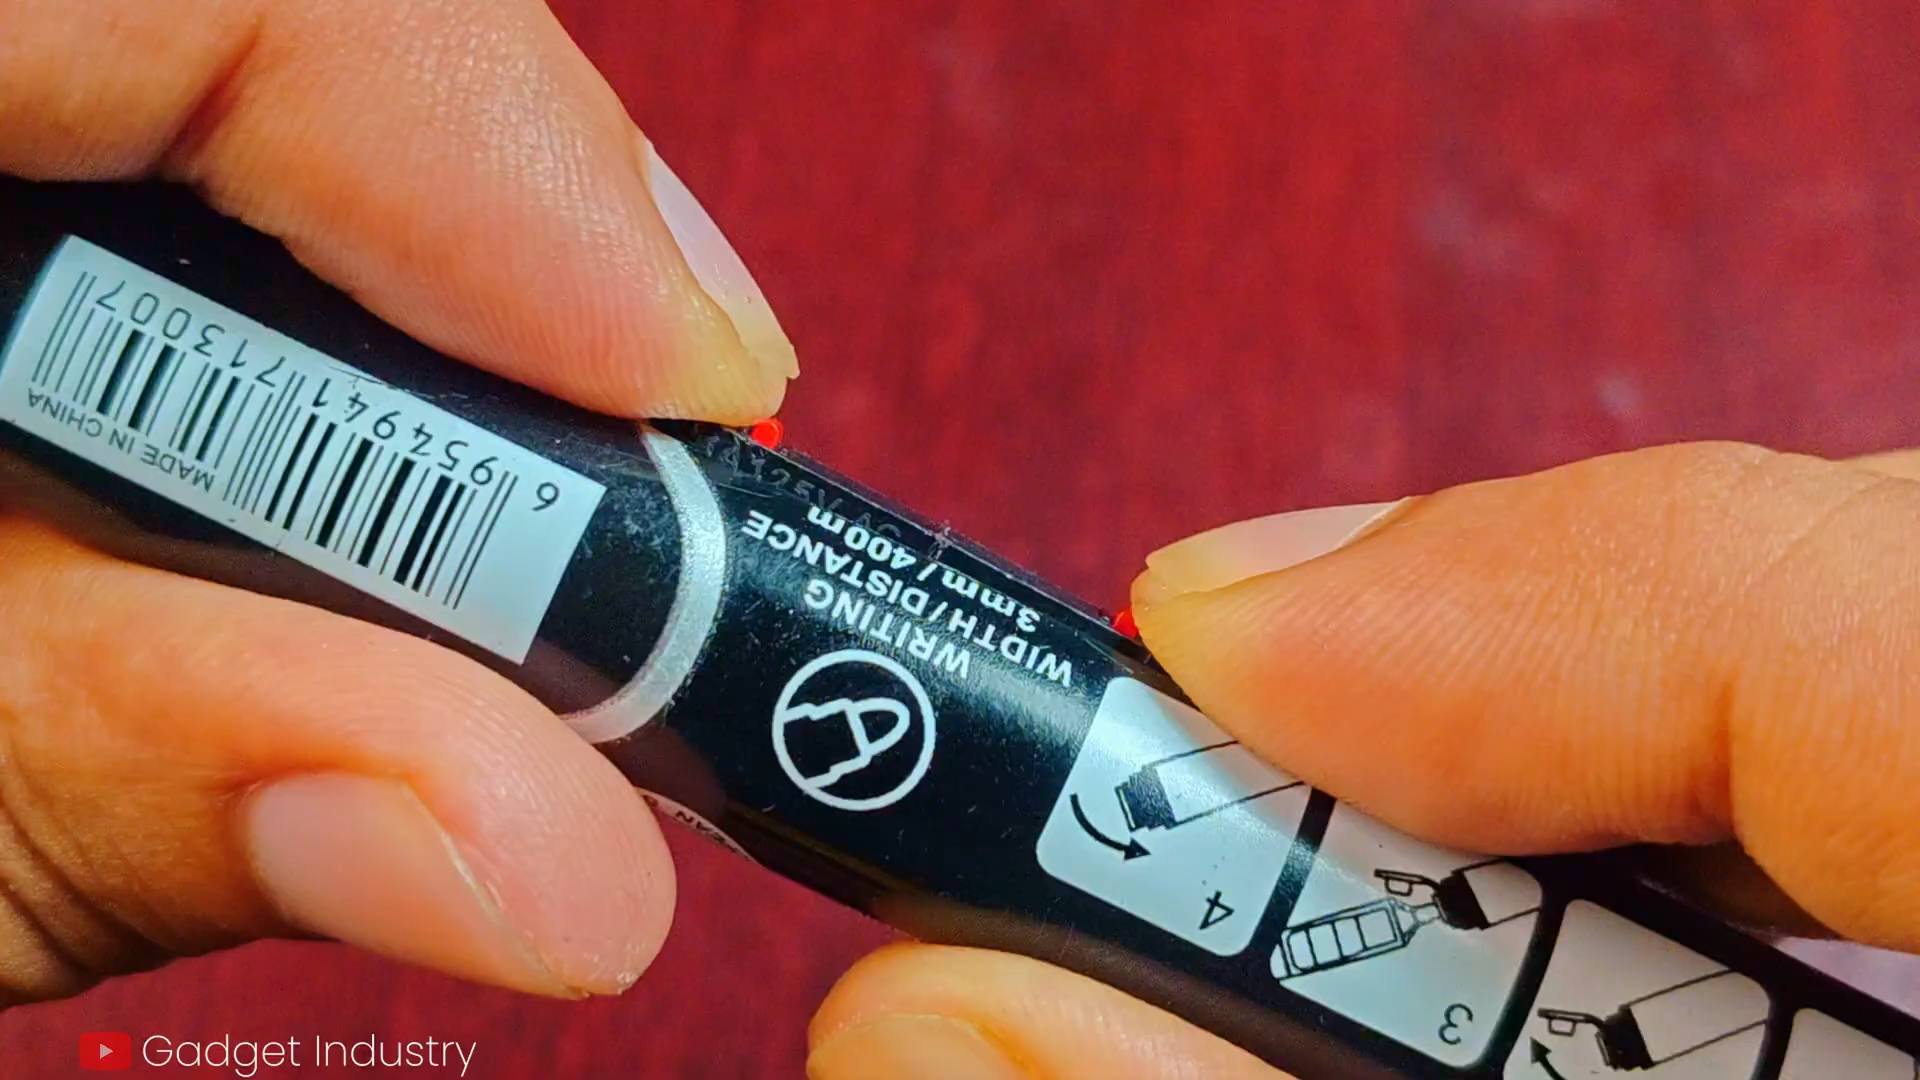 MADE IN CHINA
6 954941 713007
WRITING
WIDTH / DISTANCE
3mm / 400m
4
3
Gadget Industry